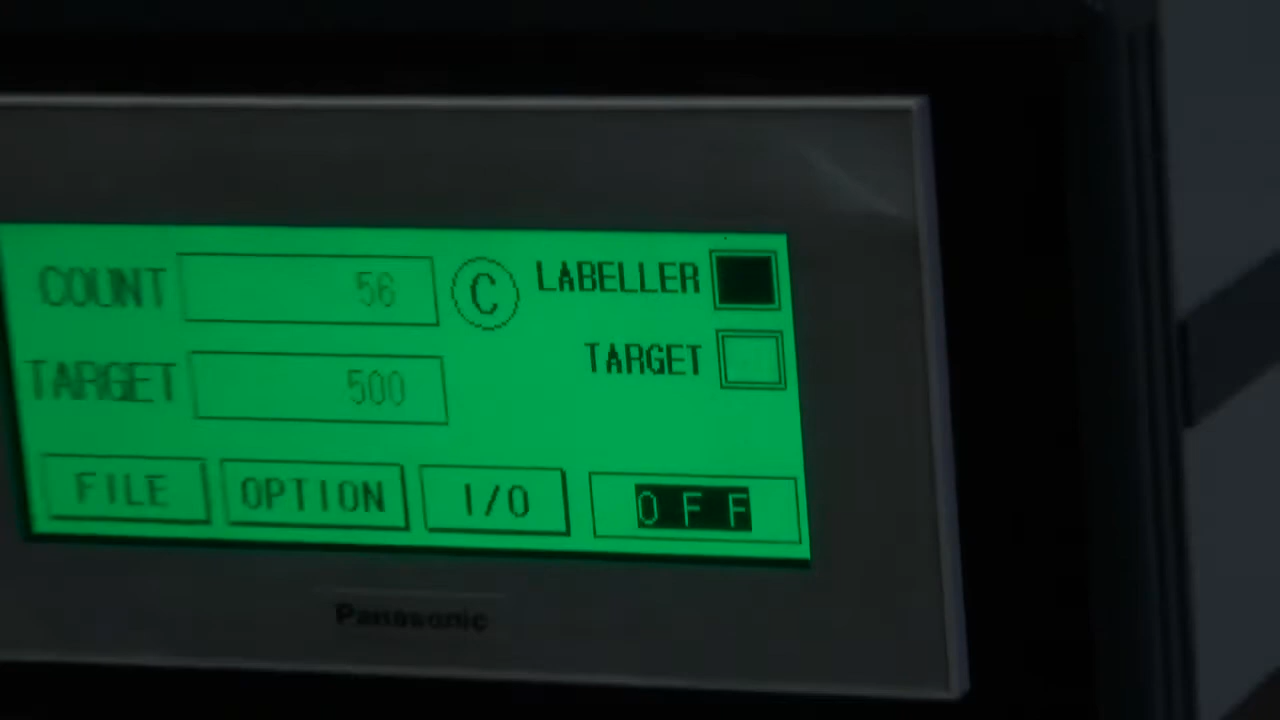 COUNT 56 C LABELLER
TARGET 500 TARGET
FILE OPTION I/O OFF
Panasonic